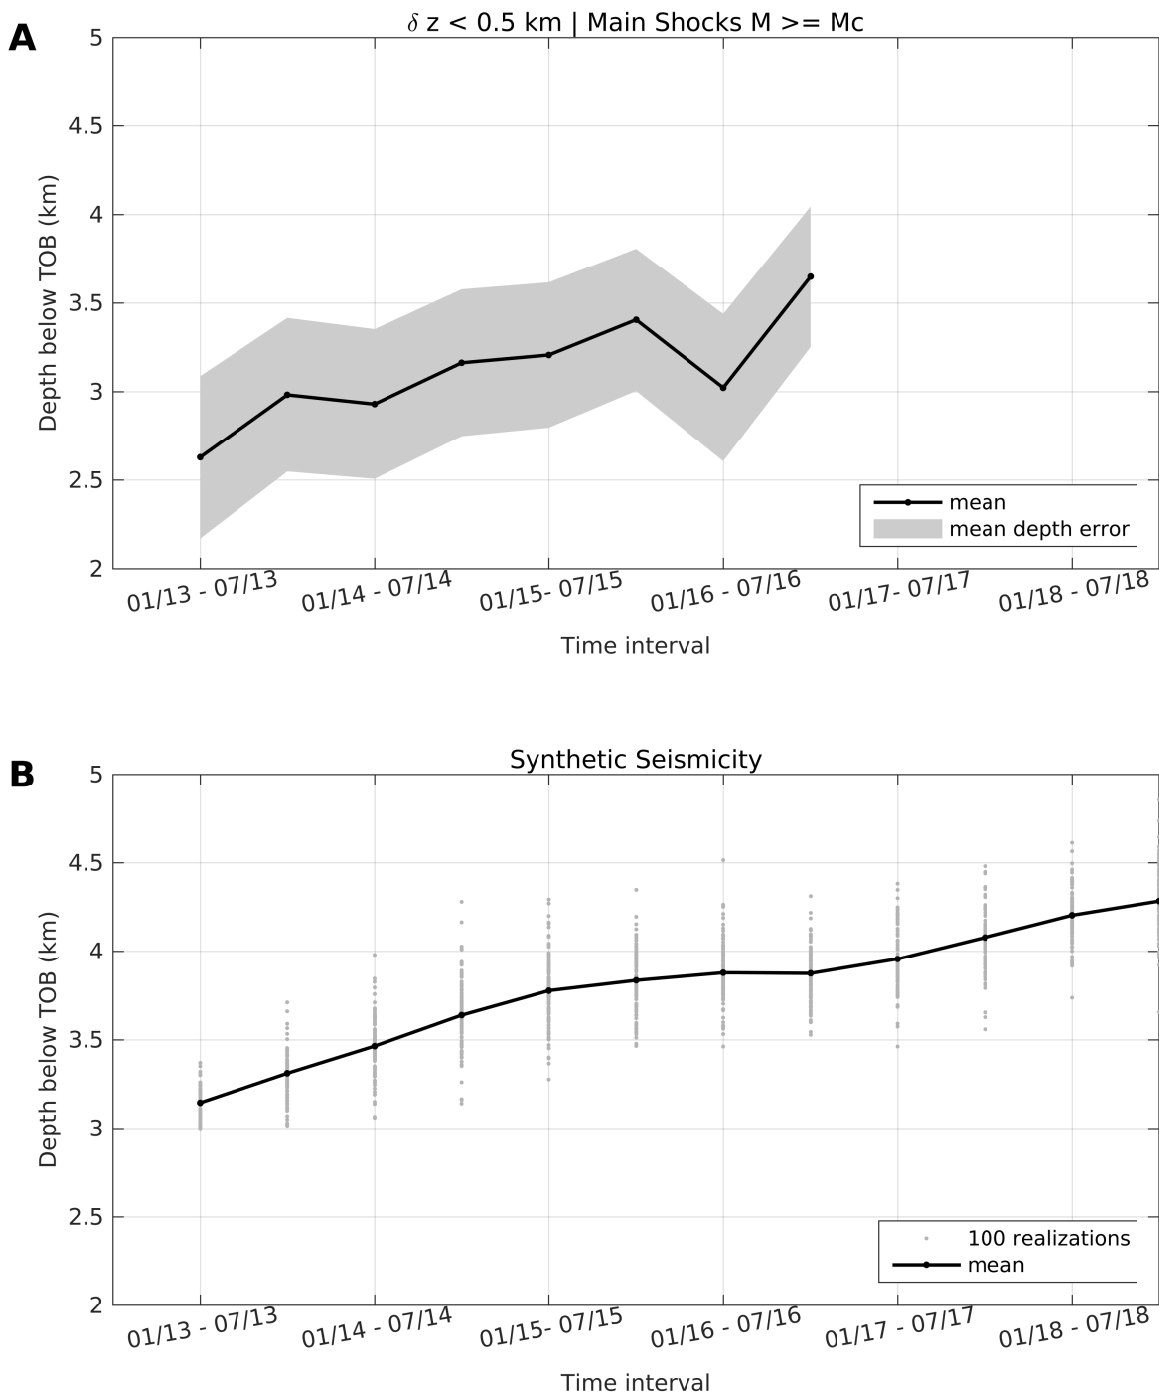 A
δ z < 0.5 km | Main Shocks M >= Mc
5
4.5
4
3.5
3
2.5
2
Depth below TOB (km)
mean
mean depth error
01/13 - 07/13
01/14 - 07/14
01/15- 07/15
01/16 - 07/16
01/17- 07/17
01/18 - 07/18
Time interval
B
Synthetic Seismicity
5
4.5
4
3.5
3
2.5
2
Depth below TOB (km)
100 realizations
mean
01/13 - 07/13
01/14 - 07/14
01/15- 07/15
01/16 - 07/16
01/17 - 07/17
01/18 - 07/18
Time interval